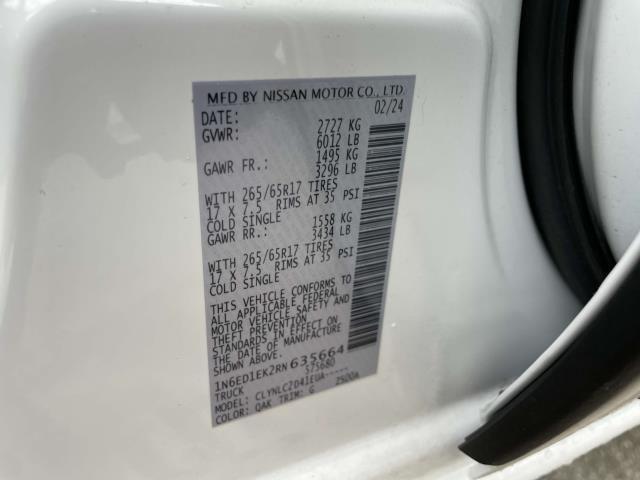 MFD BY NISSAN MOTOR CO., LTD.
DATE: 02/24
GVWR: 2727 KG
6012 LB
GAWR FR.: 1495 KG
3296 LB
WITH 265/65R17 TIRES
17 X 7.5 RIMS AT 35 PSI
COLD SINGLE
GAWR RR.: 1558 KG
3434 LB
WITH 265/65R17 TIRES
17 X 7.5 RIMS AT 35 PSI
COLD SINGLE
THIS VEHICLE CONFORMS TO
ALL APPLICABLE FEDERAL
MOTOR VEHICLE SAFETY AND
THEFT PREVENTION
STANDARDS IN EFFECT ON
THE DATE OF MANUFACTURE
SHOWN ABOVE.
1N6ED1EK2RN635664
TRUCK 575680
MODEL: CLYNLC2D41EUA-----
COLOR: QAK TRIM: G 2500A